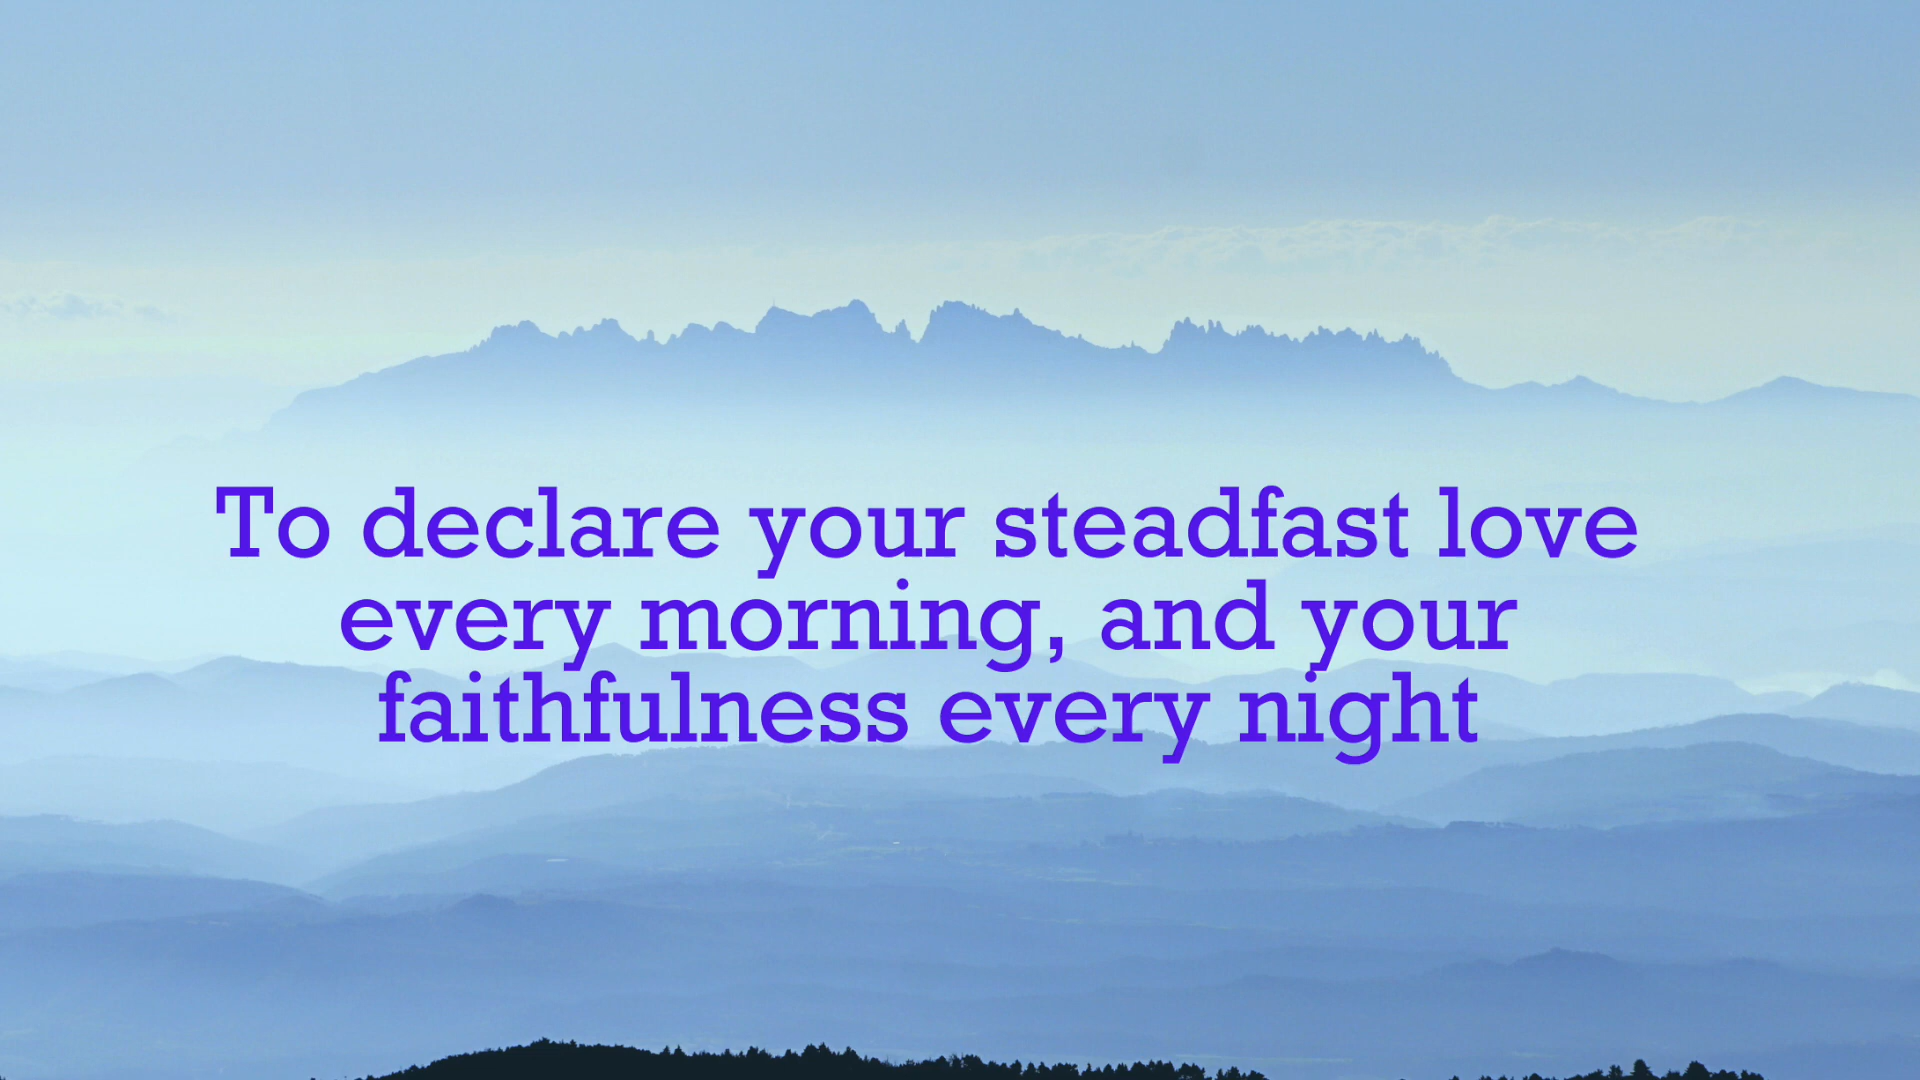 To declare your steadfast love
every morning, and your
faithfulness every night